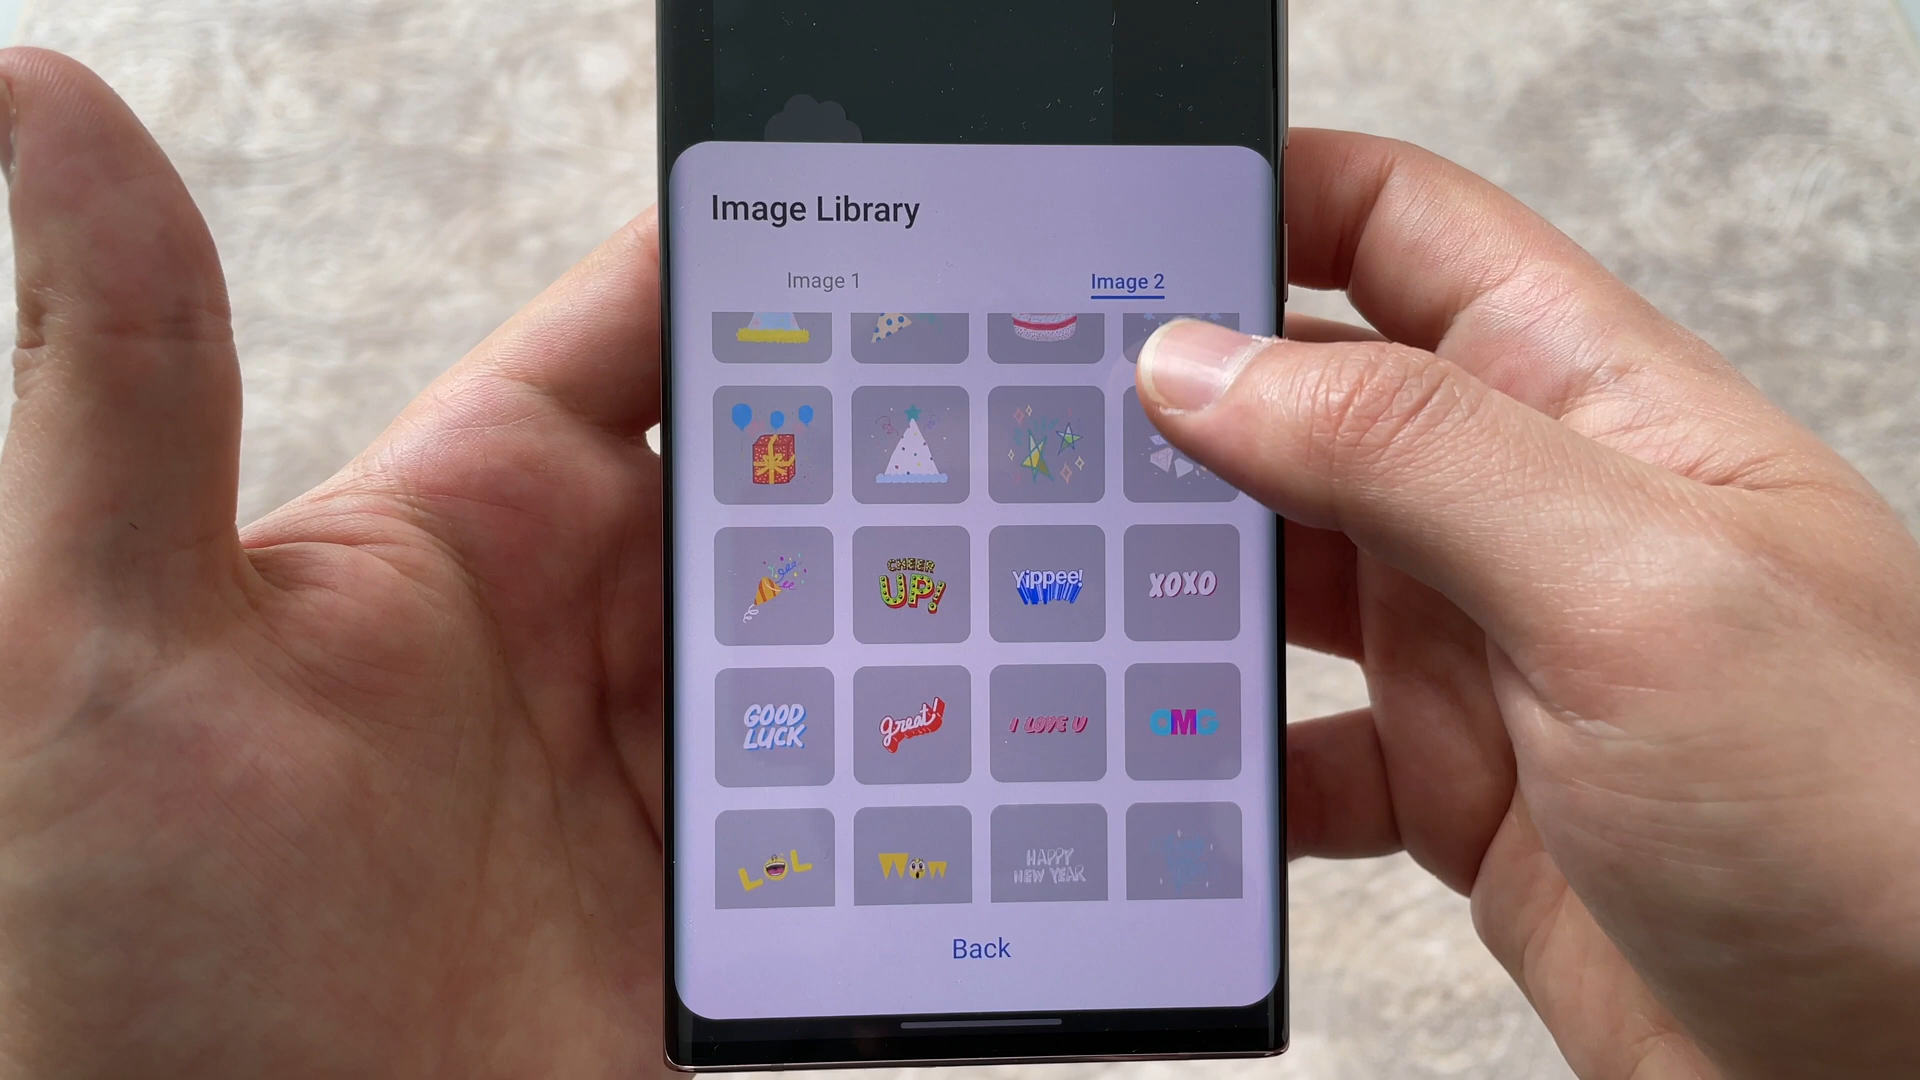 Image Library
Image 1
Image 2
CHEER
UP!
Yippee!
XOXO
GOOD
LUCK
great!
I LOVE U
OMG
LOL
Wow
HAPPY
NEW YEAR
Back